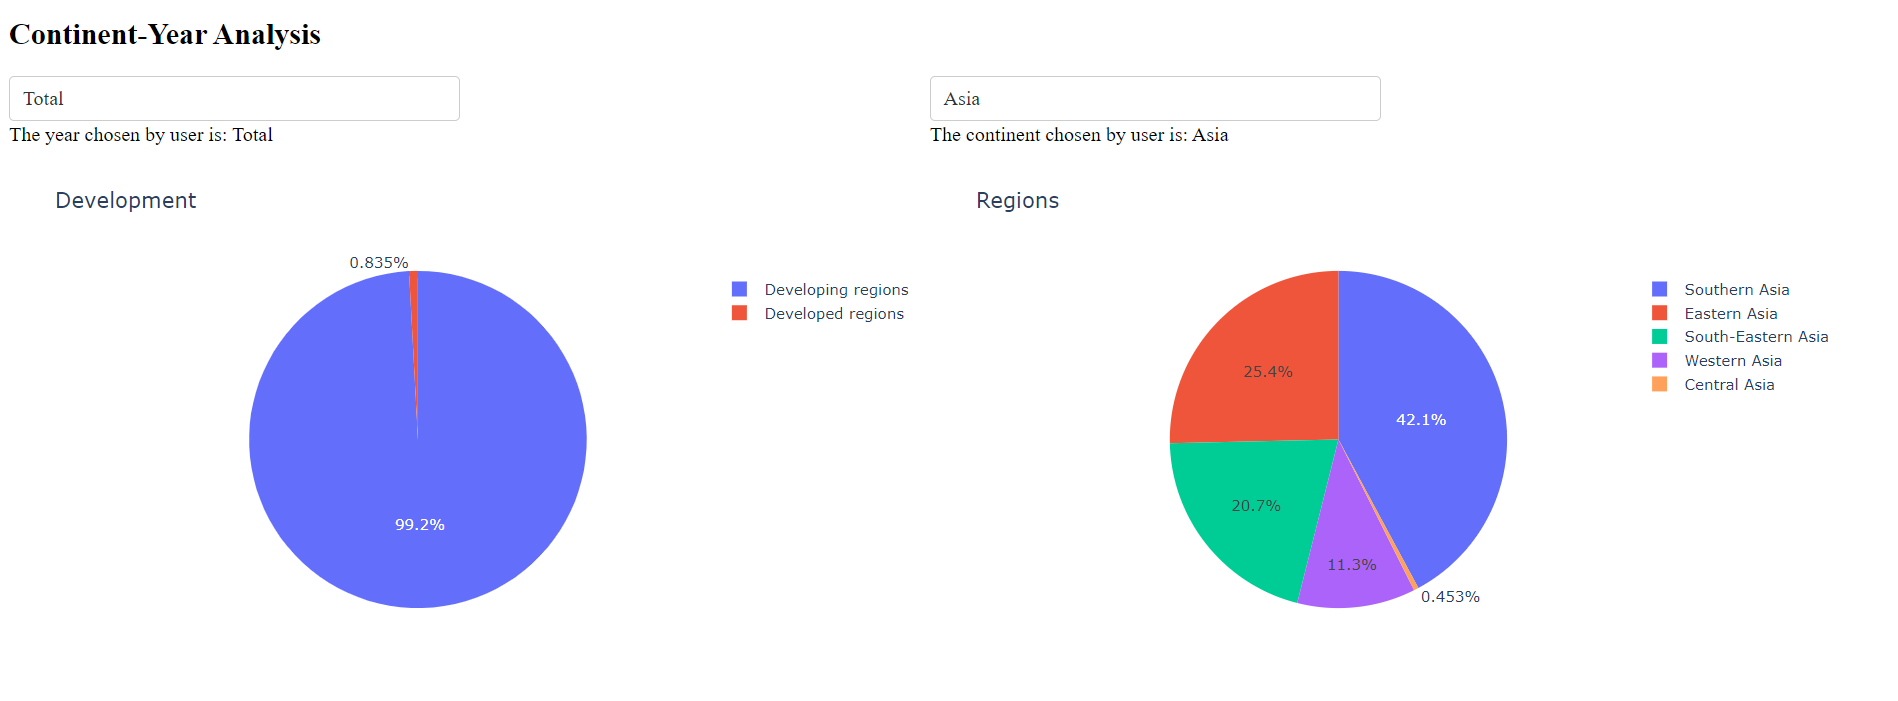 Continent-Year Analysis
Total
The year chosen by user is: Total
Asia
The continent chosen by user is: Asia
Development
0.835%
99.2%
Developing regions
Developed regions
Regions
25.4%
42.1%
20.7%
11.3%
0.453%
Southern Asia
Eastern Asia
South-Eastern Asia
Western Asia
Central Asia